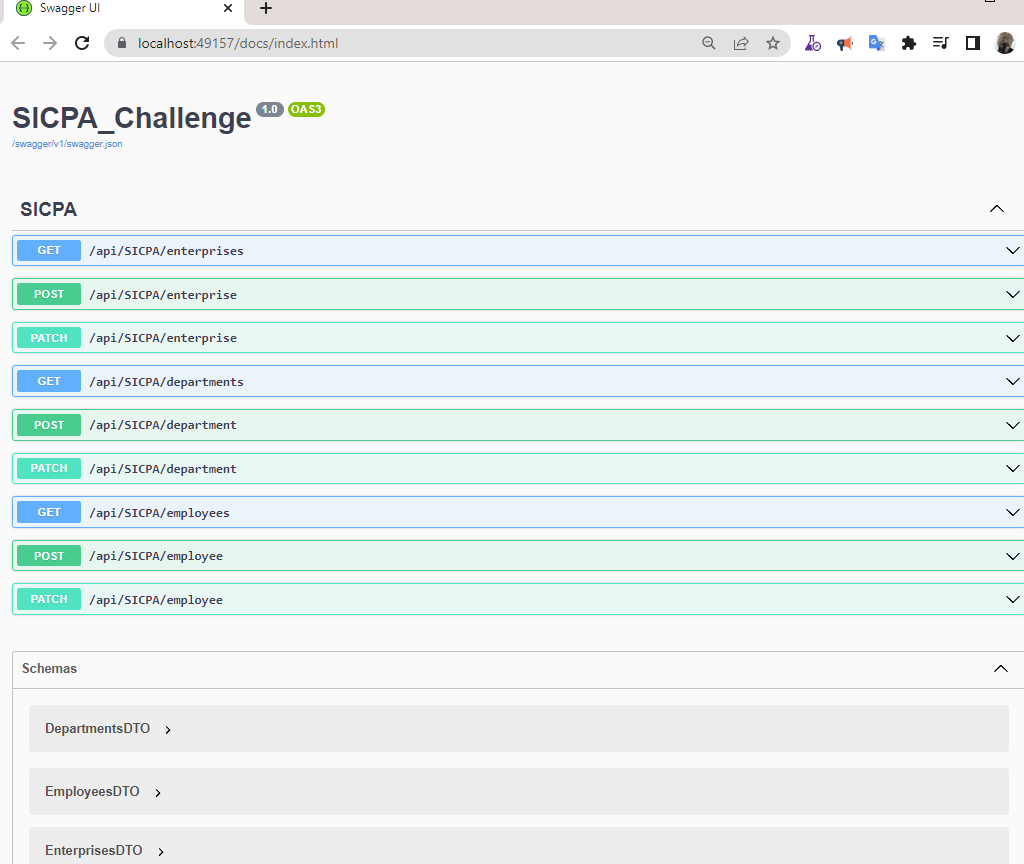 Swagger UI
localhost:49157/docs/index.html
SICPA_Challenge 1.0 OAS3
/swagger/v1/swagger.json
SICPA
GET /api/SICPA/enterprises
POST /api/SICPA/enterprise
PATCH /api/SICPA/enterprise
GET /api/SICPA/departments
POST /api/SICPA/department
PATCH /api/SICPA/department
GET /api/SICPA/employees
POST /api/SICPA/employee
PATCH /api/SICPA/employee
Schemas
DepartmentsDTO
EmployeesDTO
EnterprisesDTO